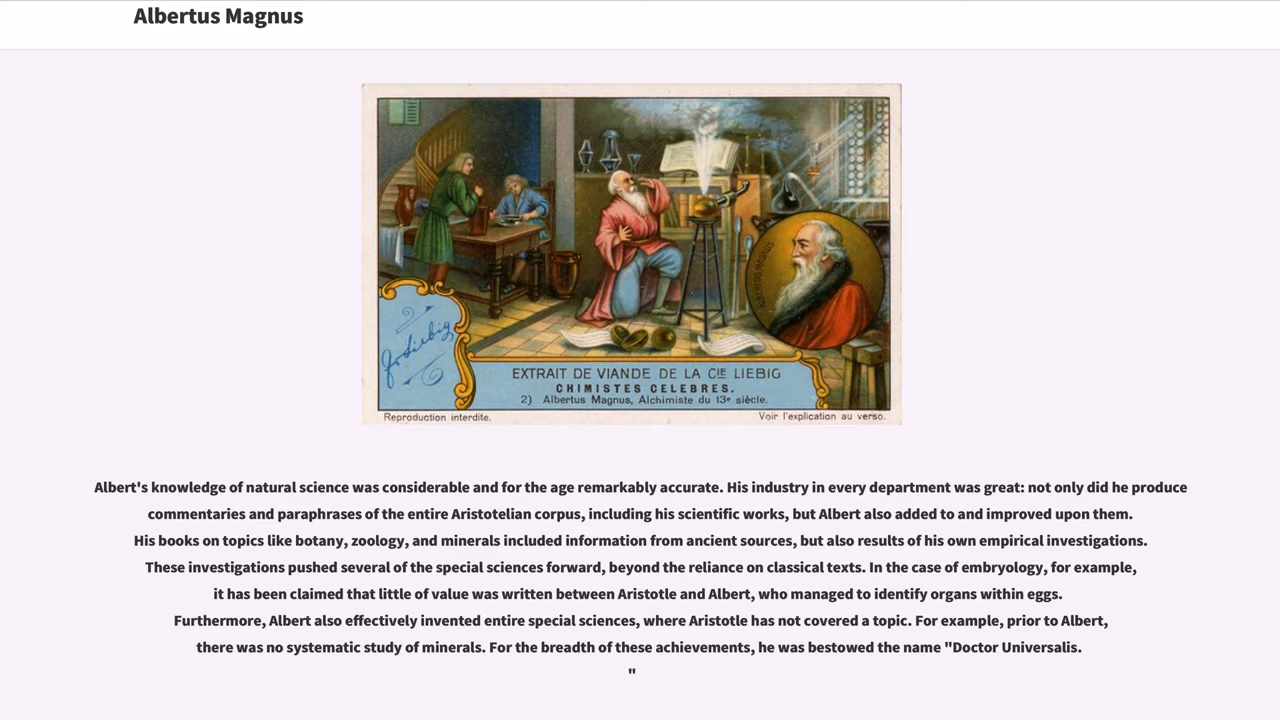 Albertus Magnus
ALBERTUS MAGNUS
JvLiebig
EXTRAIT DE VIANDE DE LA CIE LIEBIG
CHIMISTES CELEBRES.
2) Albertus Magnus, Alchimiste du 13e siècle.
Reproduction interdite.
Voir l'explication au verso.
Albert's knowledge of natural science was considerable and for the age remarkably accurate. His industry in every department was great: not only did he produce
commentaries and paraphrases of the entire Aristotelian corpus, including his scientific works, but Albert also added to and improved upon them.
His books on topics like botany, zoology, and minerals included information from ancient sources, but also results of his own empirical investigations.
These investigations pushed several of the special sciences forward, beyond the reliance on classical texts. In the case of embryology, for example,
it has been claimed that little of value was written between Aristotle and Albert, who managed to identify organs within eggs.
Furthermore, Albert also effectively invented entire special sciences, where Aristotle has not covered a topic. For example, prior to Albert,
there was no systematic study of minerals. For the breadth of these achievements, he was bestowed the name "Doctor Universalis.
"